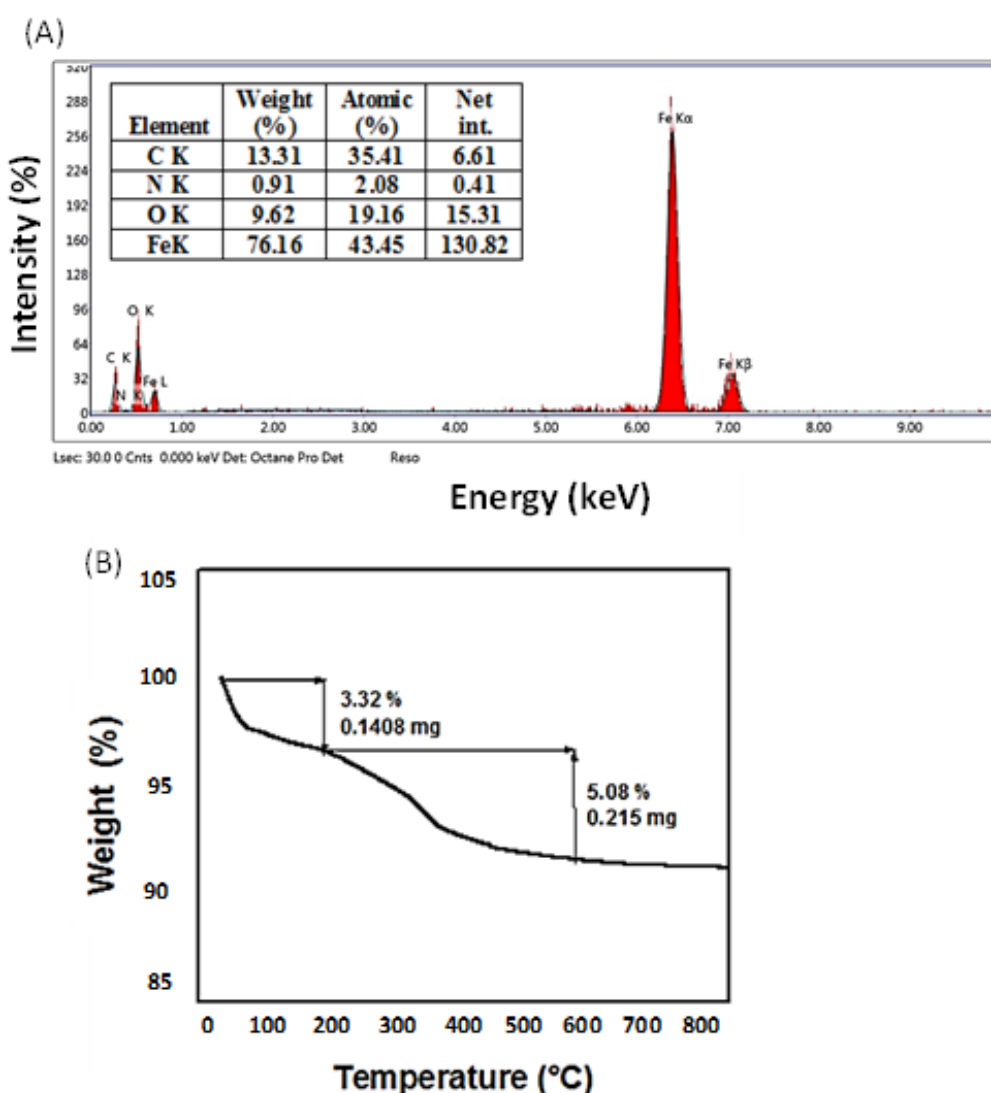 (A)
320
288
256
224
192
160
128
96
64
32
0
Intensity (%)
Element Weight (%) Atomic (%) Net int.
C K 13.31 35.41 6.61
N K 0.91 2.08 0.41
O K 9.62 19.16 15.31
FeK 76.16 43.45 130.82
C K
N K
O K
Fe L
Fe Kα
Fe Kβ
0.00 1.00 2.00 3.00 4.00 5.00 6.00 7.00 8.00 9.00
Lsec: 30.0 0 Cnts 0.000 keV Det: Octane Pro Det Reso
Energy (keV)
(B)
105
100
95
90
85
Weight (%)
3.32 %
0.1408 mg
5.08 %
0.215 mg
0 100 200 300 400 500 600 700 800
Temperature (°C)